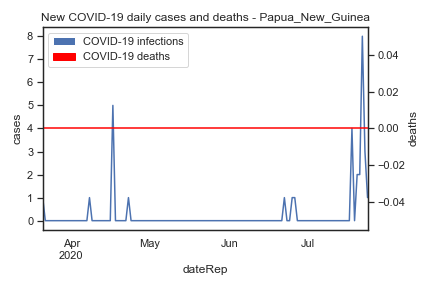 New COVID-19 daily cases and deaths - Papua_New_Guinea
COVID-19 infections
COVID-19 deaths
cases
8
7
6
5
4
3
2
1
0
deaths
0.04
0.02
0.00
−0.02
−0.04
Apr
2020
May
Jun
Jul
dateRep